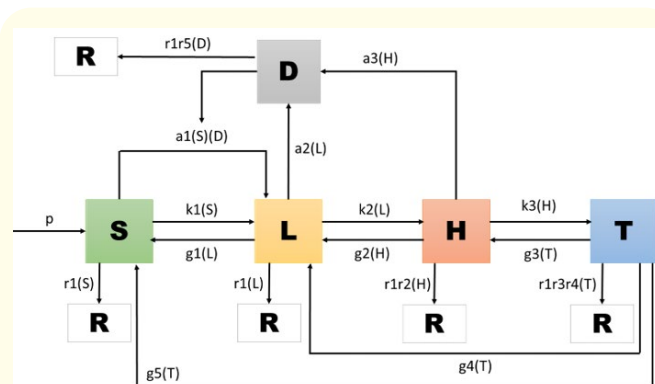 R
r1r5(D)
D
a3(H)
a1(S)(D)
a2(L)
p
S
k1(S)
g1(L)
L
k2(L)
g2(H)
H
k3(H)
g3(T)
T
r1(S)
R
r1(L)
R
r1r2(H)
R
r1r3r4(T)
R
g5(T)
g4(T)